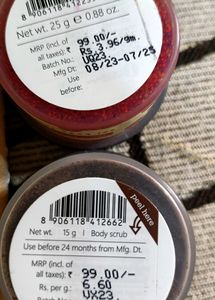 Net wt. 25 g ℮ 0.88 oz.
MRP (incl. of 99.00/-
all taxes): ₹ Rs.3.96/gm.
Batch No.: UQ23
Mfg Dt: 08/23-07/25
Use
before:
8 906118 412662
peel here
Net wt. 15 g | Body scrub
Use before 24 months from Mfg. Dt.
MRP (incl. of
all taxes): ₹ 99.00/-
Rs. per g.: 6.60
UX23